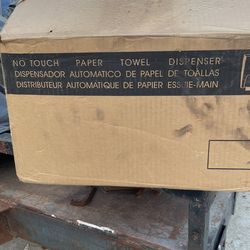 NO TOUCH PAPER TOWEL DISPENSER
DISPENSADOR AUTOMATICO DE PAPEL DE TOALLAS
DISTRIBUTEUR AUTOMATIQUE DE PAPIER ESSUIE-MAIN